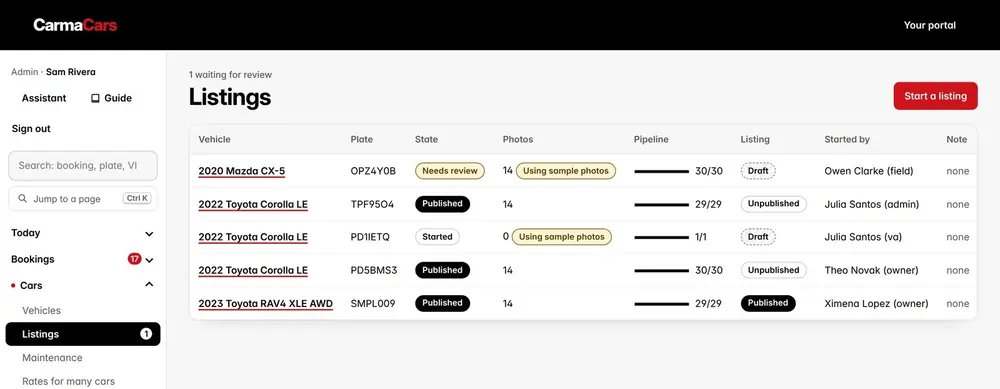 CarmaCars
Your portal
Admin · Sam Rivera
Assistant
Guide
Sign out
Search: booking, plate, VI
Jump to a page Ctrl K
Today
Bookings 17
Cars
Vehicles
Listings 1
Maintenance
Rates for many cars
1 waiting for review
Listings
Start a listing
Vehicle Plate State Photos Pipeline Listing Started by Note
2020 Mazda CX-5 OPZ4Y0B Needs review 14 Using sample photos 30/30 Draft Owen Clarke (field) none
2022 Toyota Corolla LE TPF95O4 Published 14 29/29 Unpublished Julia Santos (admin) none
2022 Toyota Corolla LE PD1IETQ Started 0 Using sample photos 1/1 Draft Julia Santos (va) none
2022 Toyota Corolla LE PD5BMS3 Published 14 30/30 Unpublished Theo Novak (owner) none
2023 Toyota RAV4 XLE AWD SMPL009 Published 14 29/29 Published Ximena Lopez (owner) none